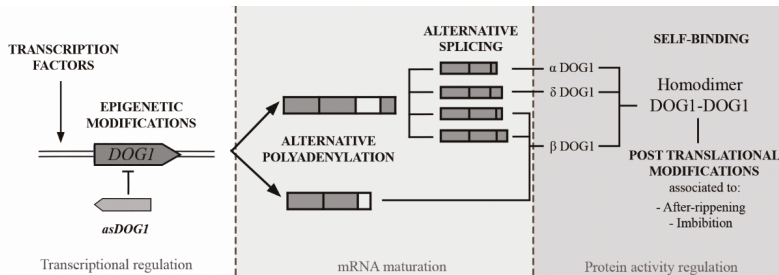 TRANSCRIPTION
FACTORS
EPIGENETIC
MODIFICATIONS
DOG1
asDOG1
Transcriptional regulation
ALTERNATIVE
POLYADENYLATION
ALTERNATIVE
SPLICING
mRNA maturation
α DOG1
δ DOG1
β DOG1
SELF-BINDING
Homodimer
DOG1-DOG1
POST TRANSLATIONAL
MODIFICATIONS
associated to:
- After-rippening
- Imbibition
Protein activity regulation